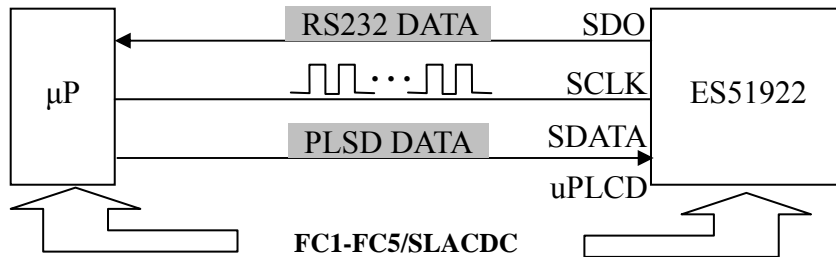 RS232 DATA SDO
μP SCLK ES51922
PLSD DATA SDATA
uPLCD
FC1-FC5/SLACDC